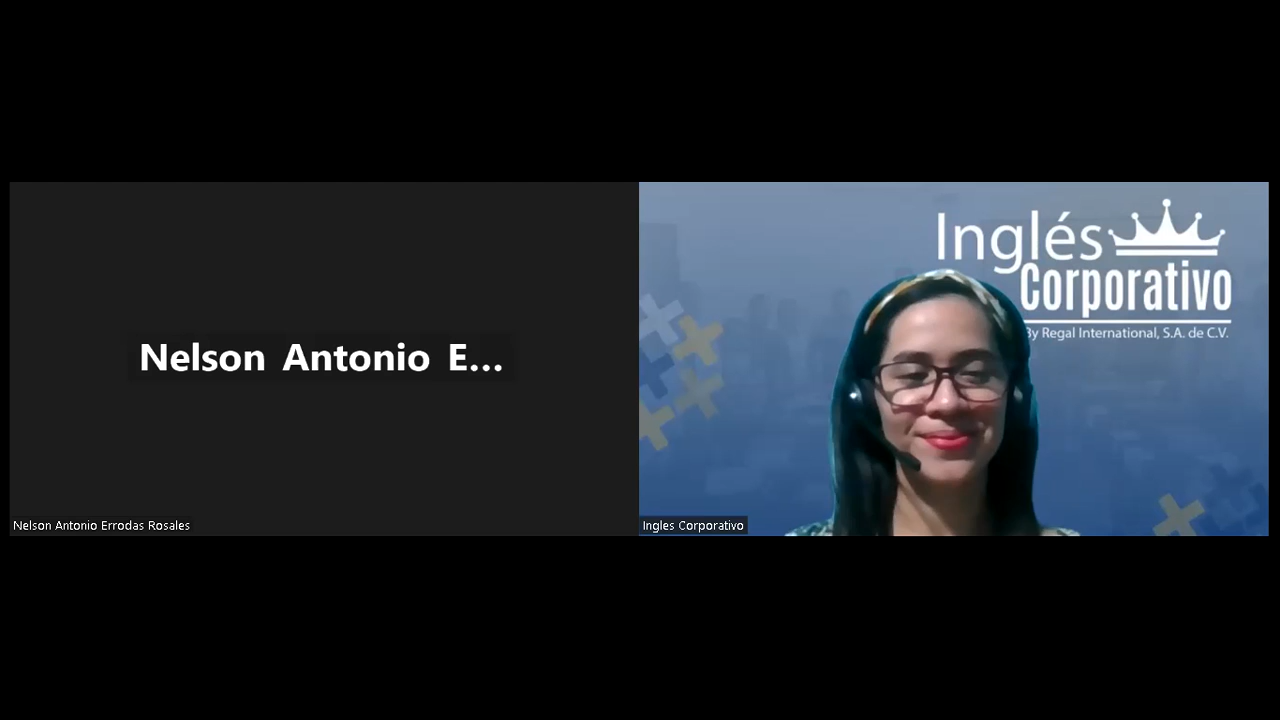 Nelson Antonio E...
Nelson Antonio Errodas Rosales
Inglés
Corporativo
By Regal International, S.A. de C.V.
Ingles Corporativo